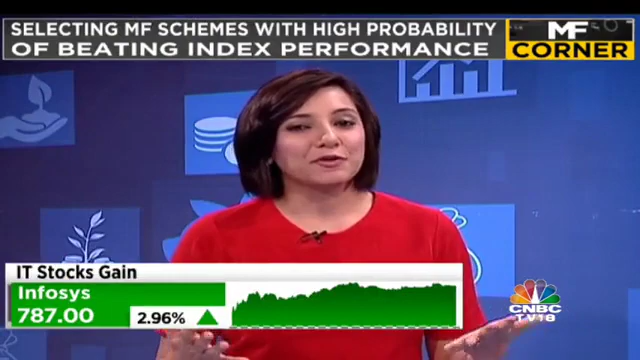 SELECTING MF SCHEMES WITH HIGH PROBABILITY
OF BEATING INDEX PERFORMANCE
MF
CORNER
IT Stocks Gain
Infosys
787.00 2.96%
CNBC
TV18